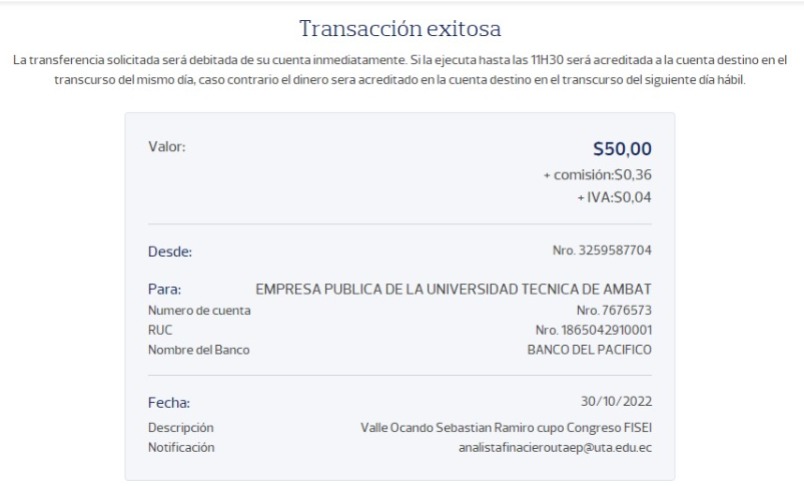 Transacción exitosa
La transferencia solicitada será debitada de su cuenta inmediatamente. Si la ejecuta hasta las 11H30 será acreditada a la cuenta destino en el
transcurso del mismo día, caso contrario el dinero sera acreditado en la cuenta destino en el transcurso del siguiente día hábil.
Valor: $50,00
+ comisión:$0,36
+ IVA:$0,04
Desde: Nro. 3259587704
Para: EMPRESA PUBLICA DE LA UNIVERSIDAD TECNICA DE AMBAT
Numero de cuenta Nro. 7676573
RUC Nro. 1865042910001
Nombre del Banco BANCO DEL PACIFICO
Fecha: 30/10/2022
Descripción Valle Ocando Sebastian Ramiro cupo Congreso FISEI
Notificación analistafinacieroutaep@uta.edu.ec